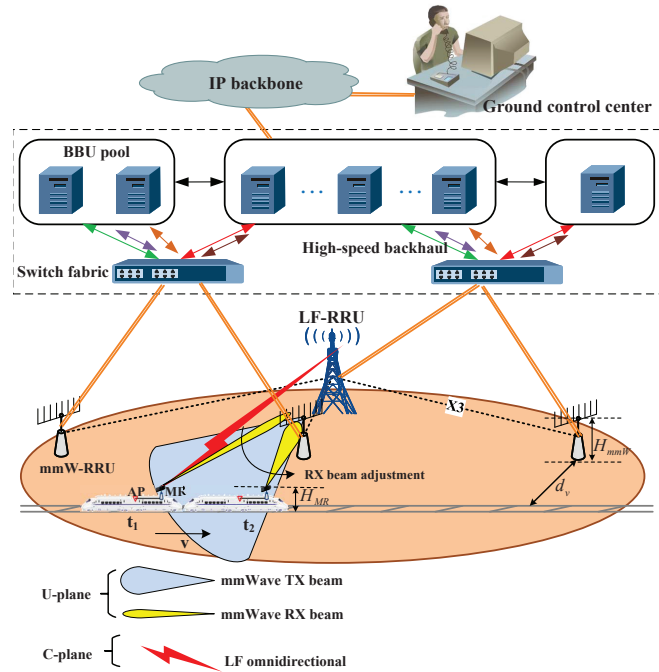 IP backbone
Ground control center
BBU pool
... ... ...
High-speed backhaul
Switch fabric
LF-RRU
X3
mmW-RRU
RX beam adjustment
H_mmW
AP
MR
H_MR
d_v
t1
t2
v
U-plane
mmWave TX beam
mmWave RX beam
C-plane
LF omnidirectional